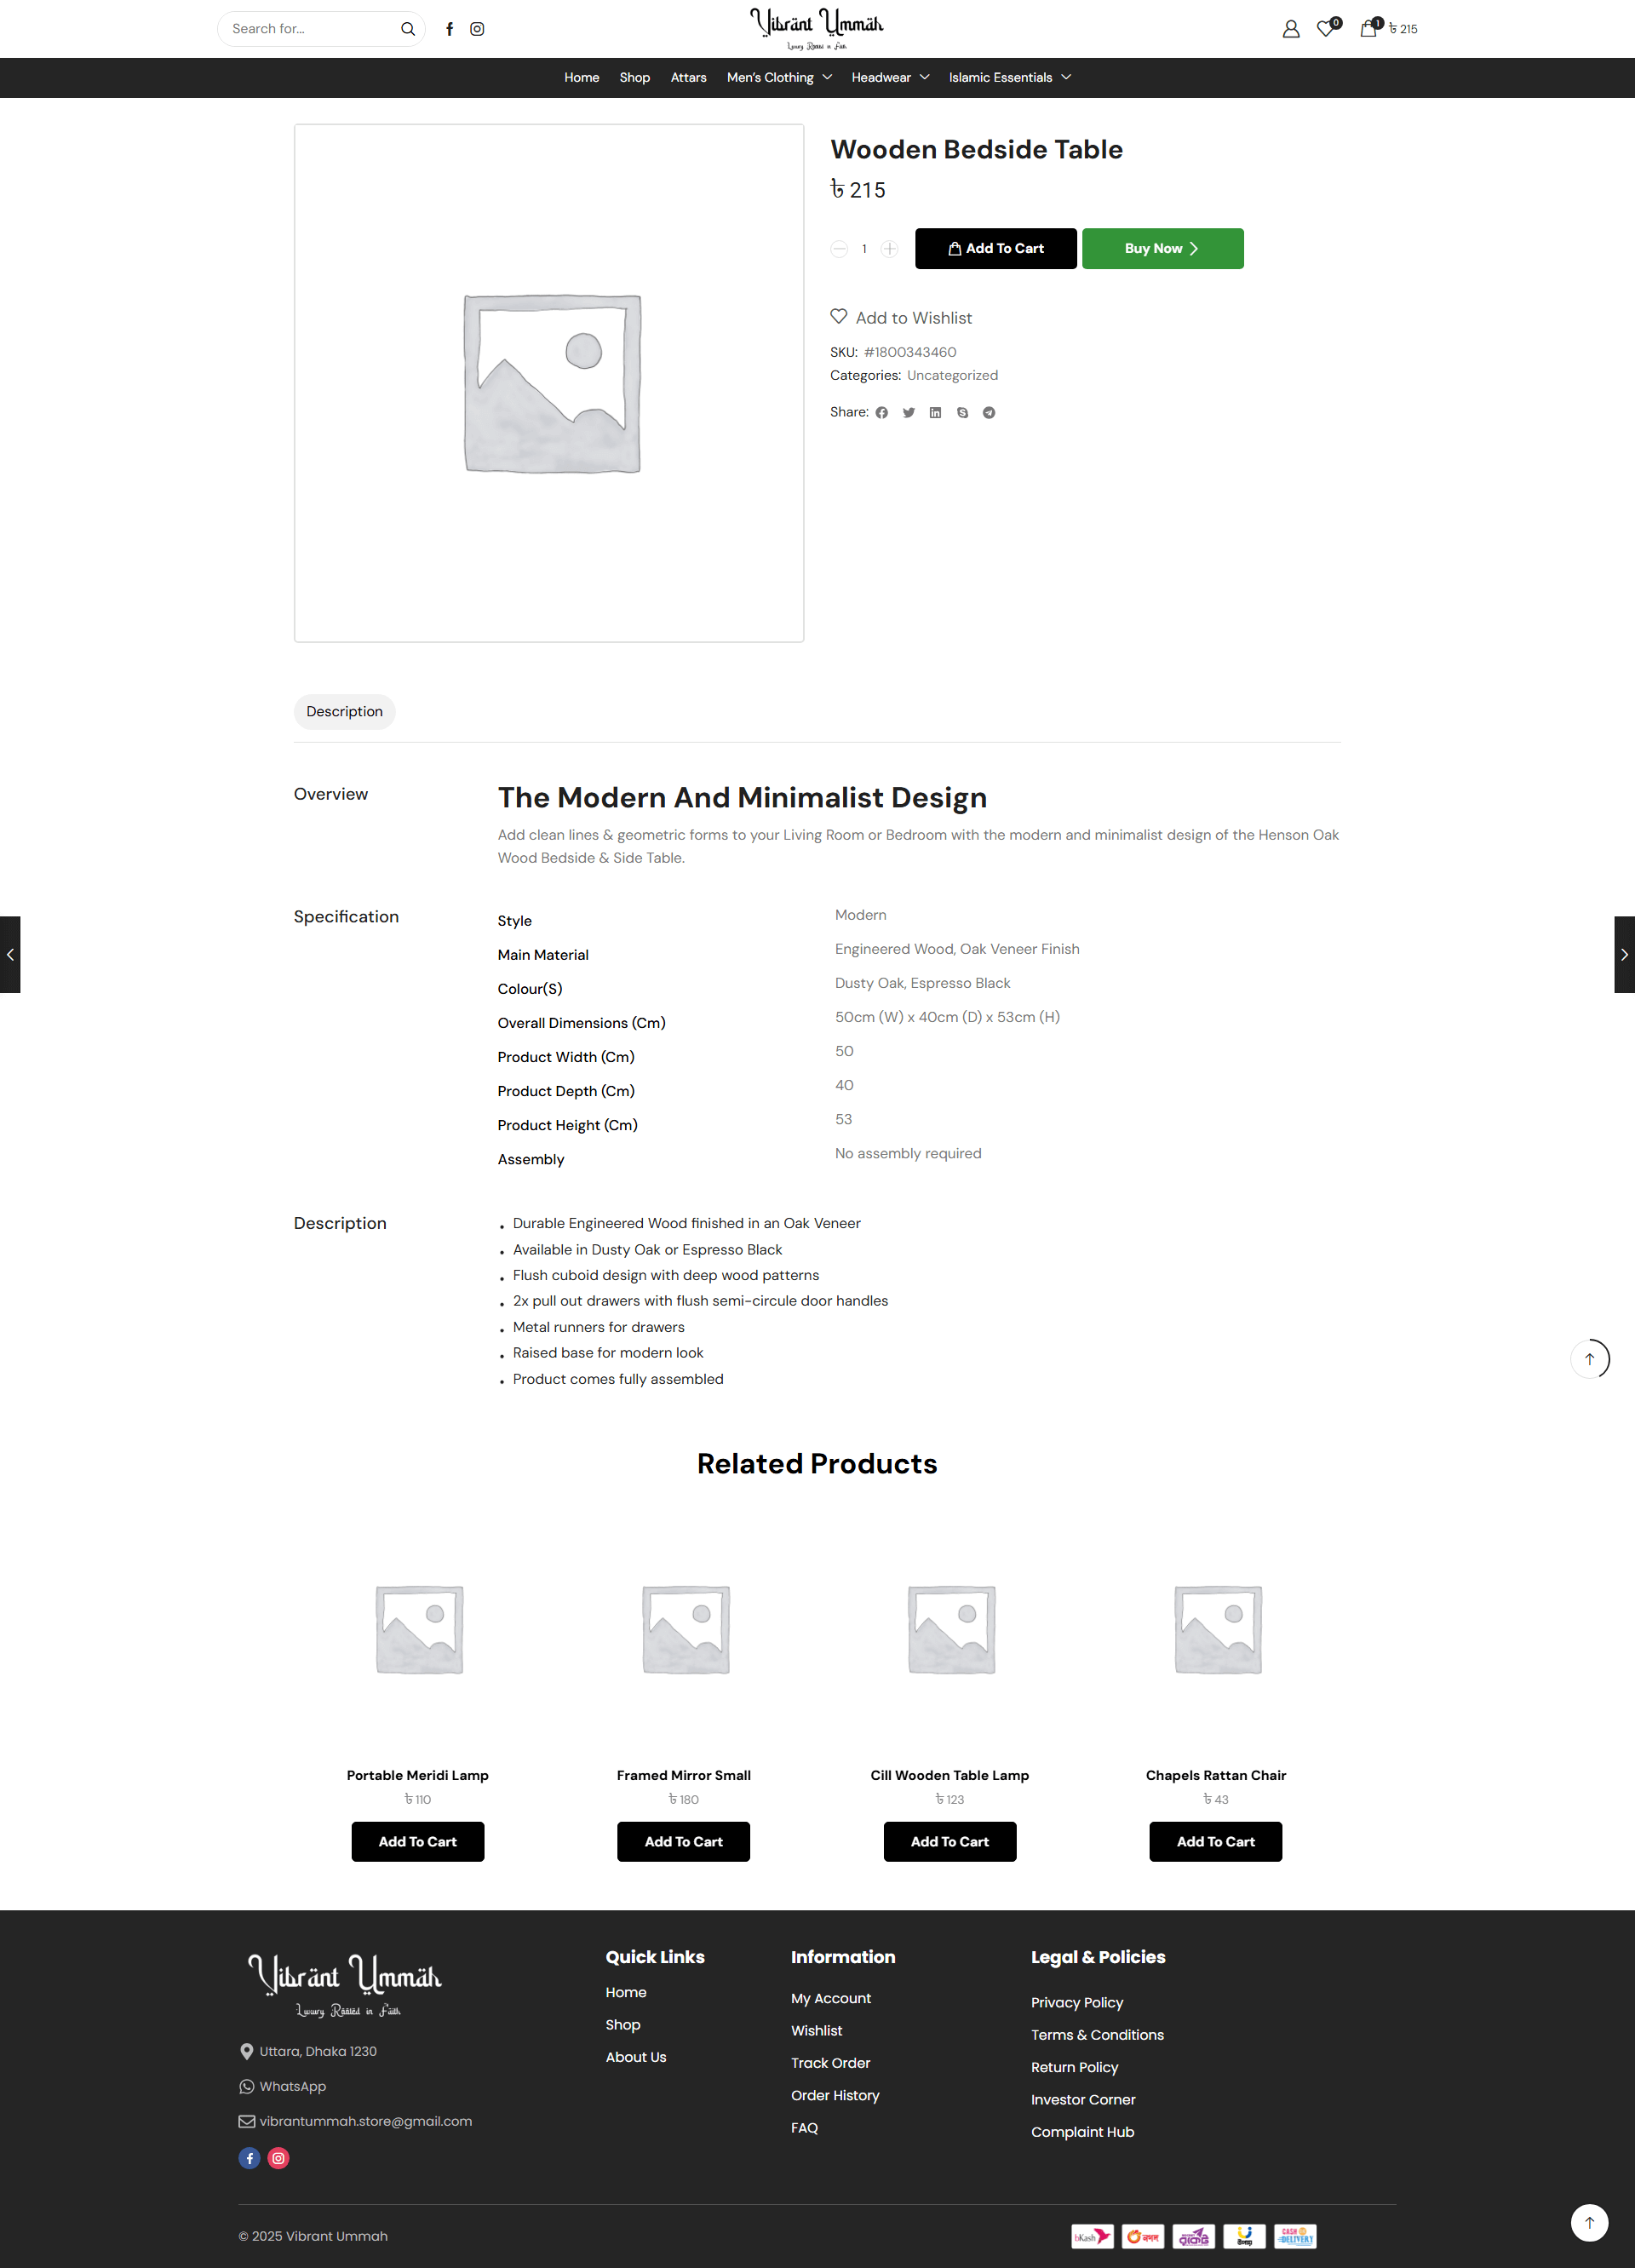 Search for...
Vibrant Ummah
Luxury Rooted in Faith
0
1
৳ 215
Home
Shop
Attars
Men's Clothing
Headwear
Islamic Essentials
Wooden Bedside Table
৳ 215
1
Add To Cart
Buy Now
Add to Wishlist
SKU: #1800343460
Categories: Uncategorized
Share:
Description
Overview
The Modern And Minimalist Design
Add clean lines & geometric forms to your Living Room or Bedroom with the modern and minimalist design of the Henson Oak
Wood Bedside & Side Table.
Specification
Style
Modern
Main Material
Engineered Wood, Oak Veneer Finish
Colour(S)
Dusty Oak, Espresso Black
Overall Dimensions (Cm)
50cm (W) x 40cm (D) x 53cm (H)
Product Width (Cm)
50
Product Depth (Cm)
40
Product Height (Cm)
53
Assembly
No assembly required
Description
• Durable Engineered Wood finished in an Oak Veneer
• Available in Dusty Oak or Espresso Black
• Flush cuboid design with deep wood patterns
• 2x pull out drawers with flush semi-circule door handles
• Metal runners for drawers
• Raised base for modern look
• Product comes fully assembled
Related Products
Portable Meridi Lamp
৳ 110
Add To Cart
Framed Mirror Small
৳ 180
Add To Cart
Cill Wooden Table Lamp
৳ 123
Add To Cart
Chapels Rattan Chair
৳ 43
Add To Cart
Vibränt Ummäh
Luxury Rööted in Faith
Uttara, Dhaka 1230
WhatsApp
vibrantummah.store@gmail.com
Quick Links
Home
Shop
About Us
Information
My Account
Wishlist
Track Order
Order History
FAQ
Legal & Policies
Privacy Policy
Terms & Conditions
Return Policy
Investor Corner
Complaint Hub
© 2025 Vibrant Ummah
bKash
নগদ
রকেট
উপায়
CASH ON DELIVERY